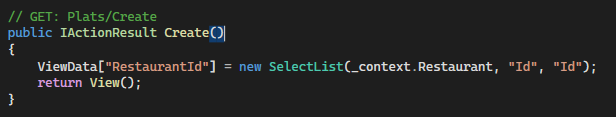 // GET: Plats/Create
public IActionResult Create()
{
    ViewData["RestaurantId"] = new SelectList(_context.Restaurant, "Id", "Id");
    return View();
}